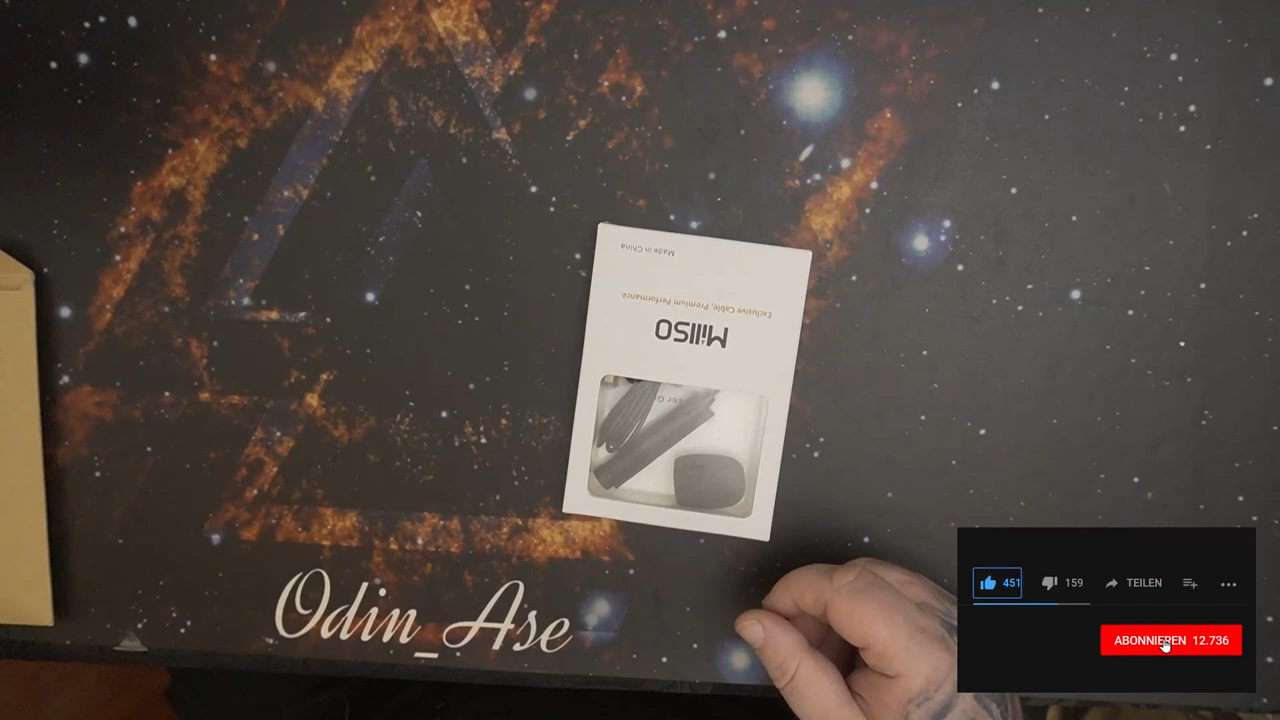 Made in China
Exclusive Cable, Premium Performance.
MillSO
Odin_Ase
451 159 TEILEN
ABONNIEREN 12.736